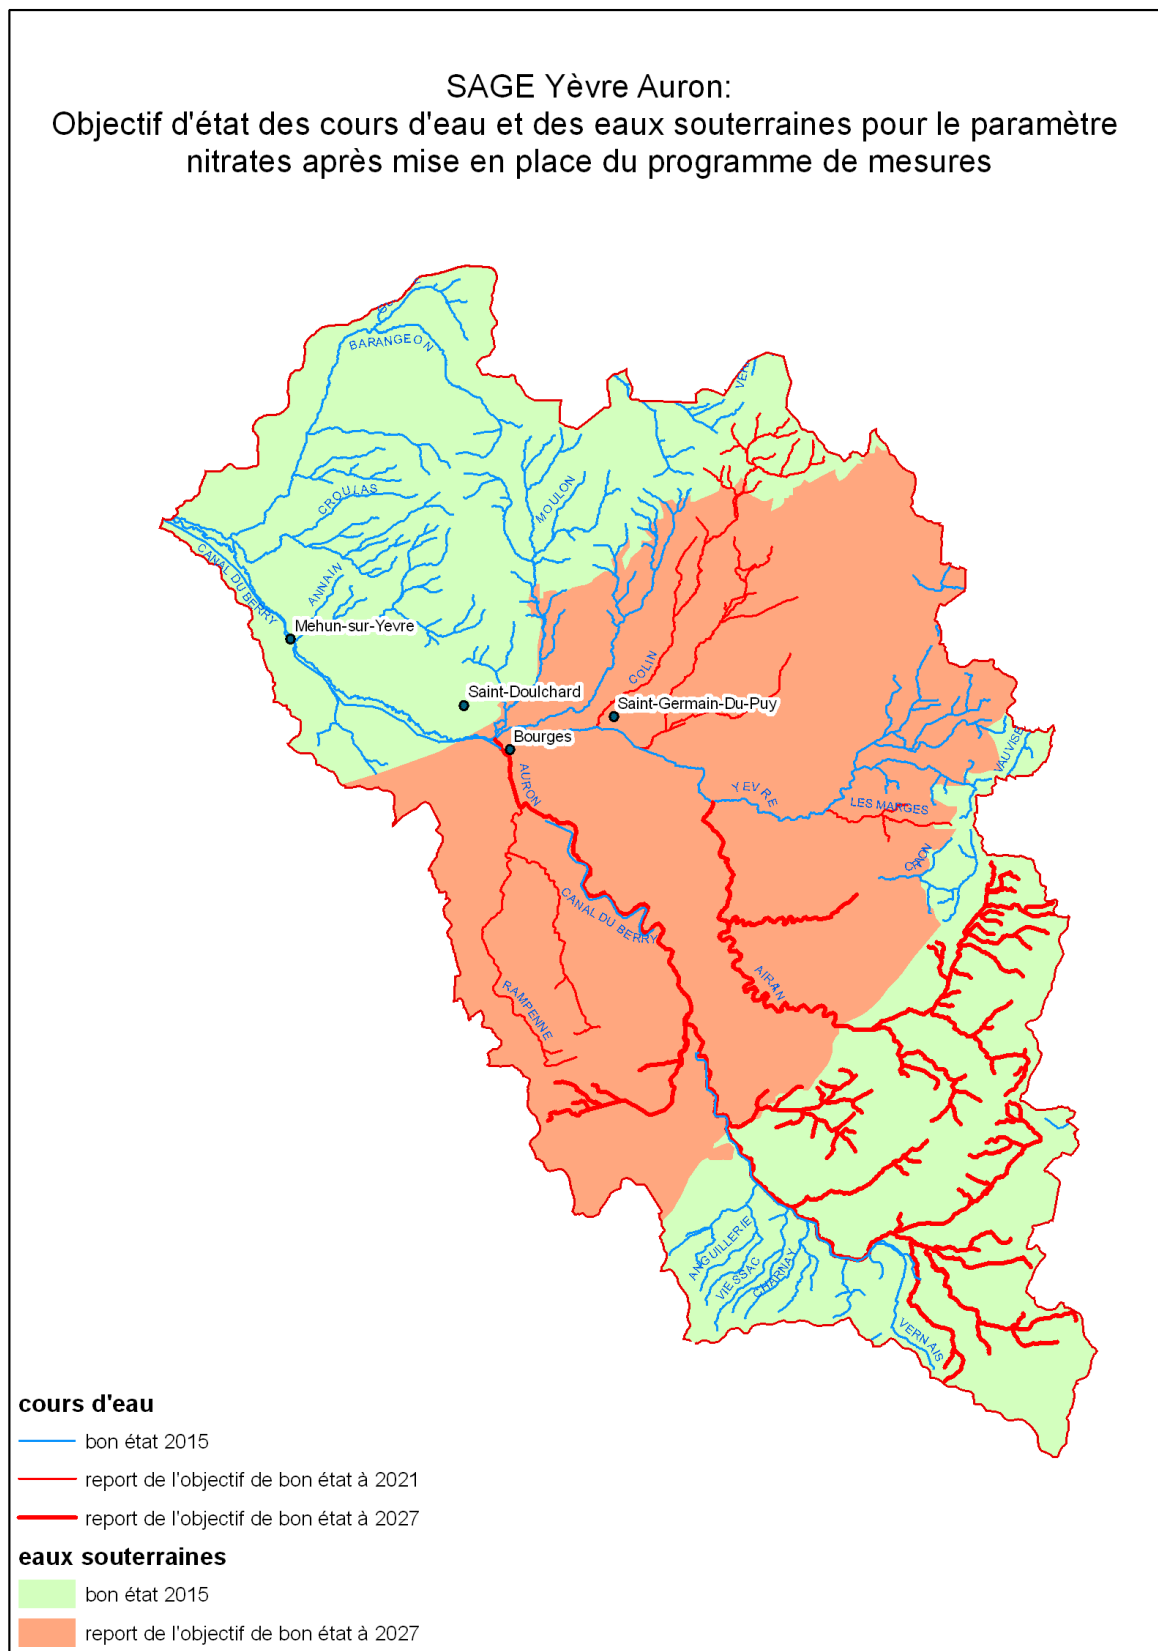 SAGE Yèvre Auron:
Objectif d'état des cours d'eau et des eaux souterraines pour le paramètre
nitrates après mise en place du programme de mesures
BARANGEON
VER
MOULON
CROULAS
CANAL DU BERRY
ANNAIN
Mehun-sur-Yevre
COLIN
Saint-Doulchard
Saint-Germain-Du-Puy
Bourges
VAUVISE
AURON
YEVRE
LES MARGES
CANAL DU BERRY
AIRAN
RAMPENNE
ANGUILLERIE
VIESSAC
CHARNAY
VERNAIS
cours d'eau
bon état 2015
report de l'objectif de bon état à 2021
report de l'objectif de bon état à 2027
eaux souterraines
bon état 2015
report de l'objectif de bon état à 2027